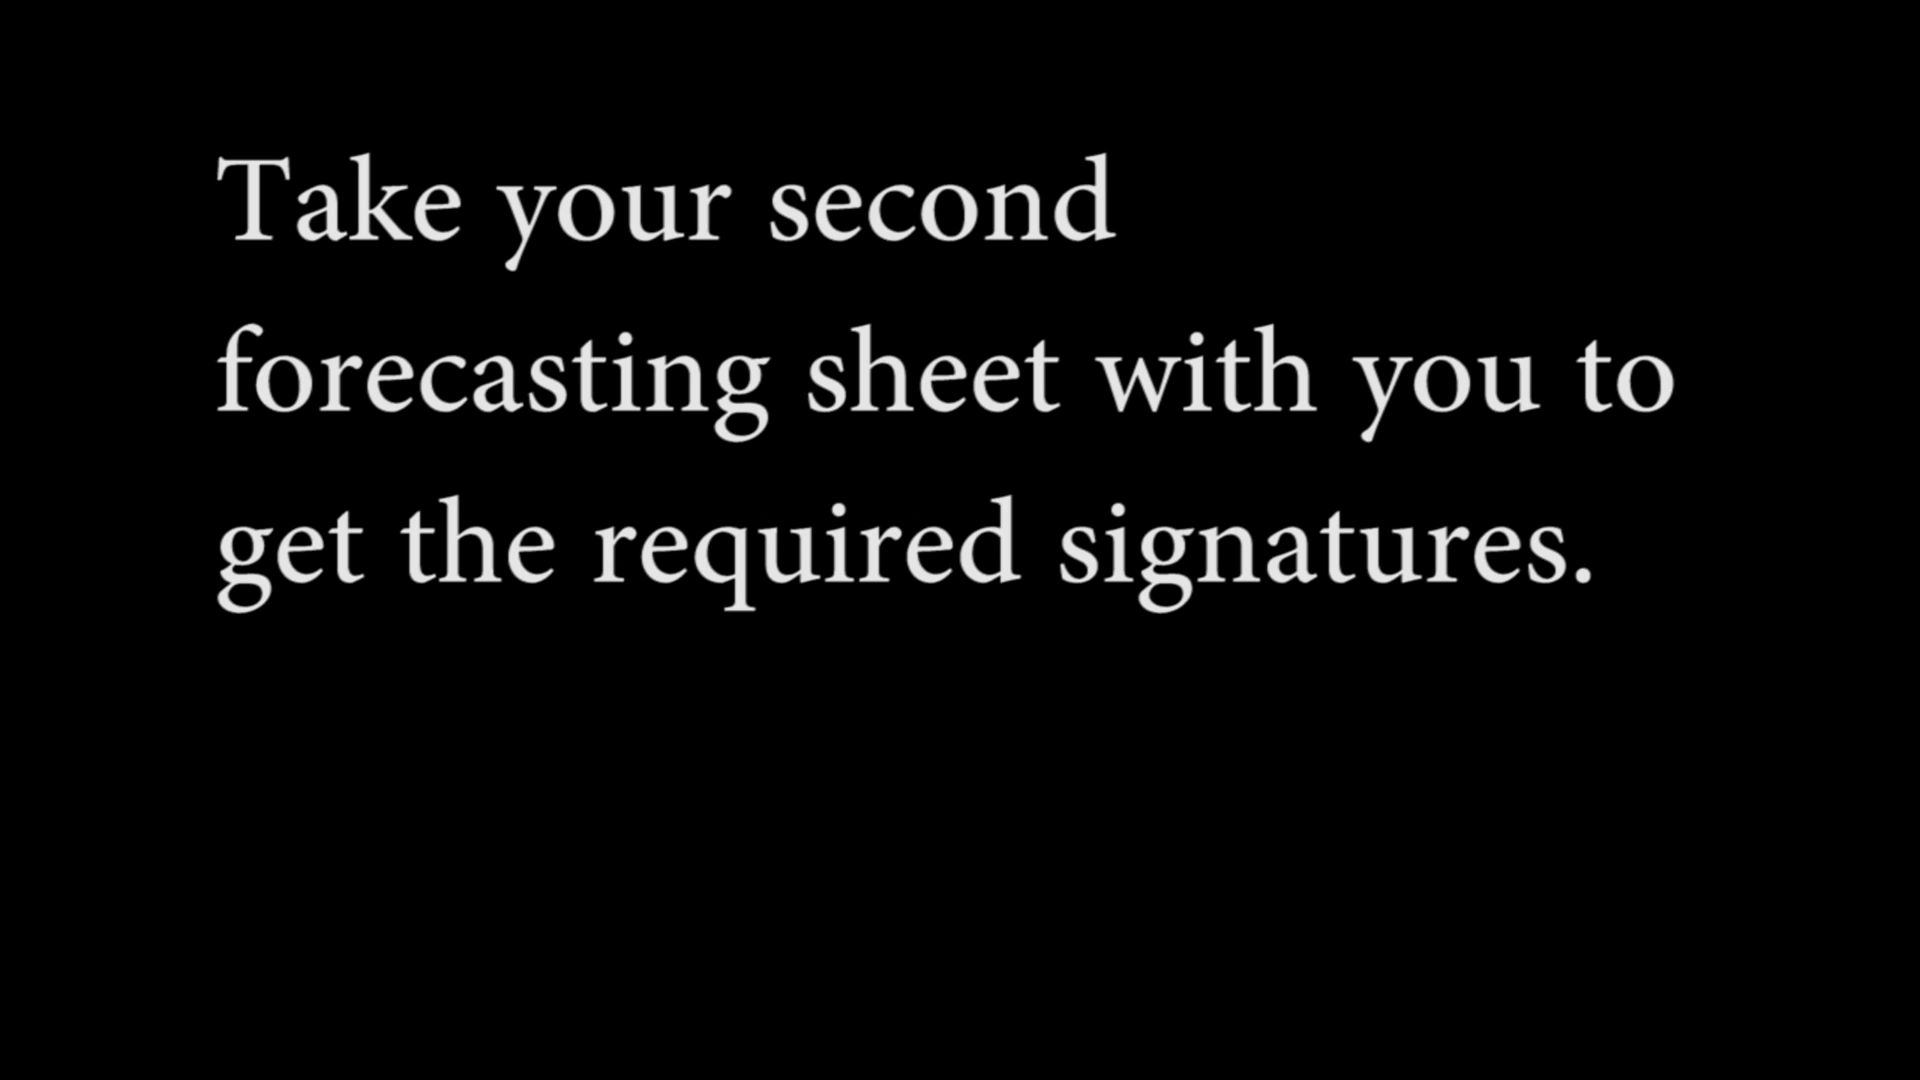 Take your second
forecasting sheet with you to
get the required signatures.